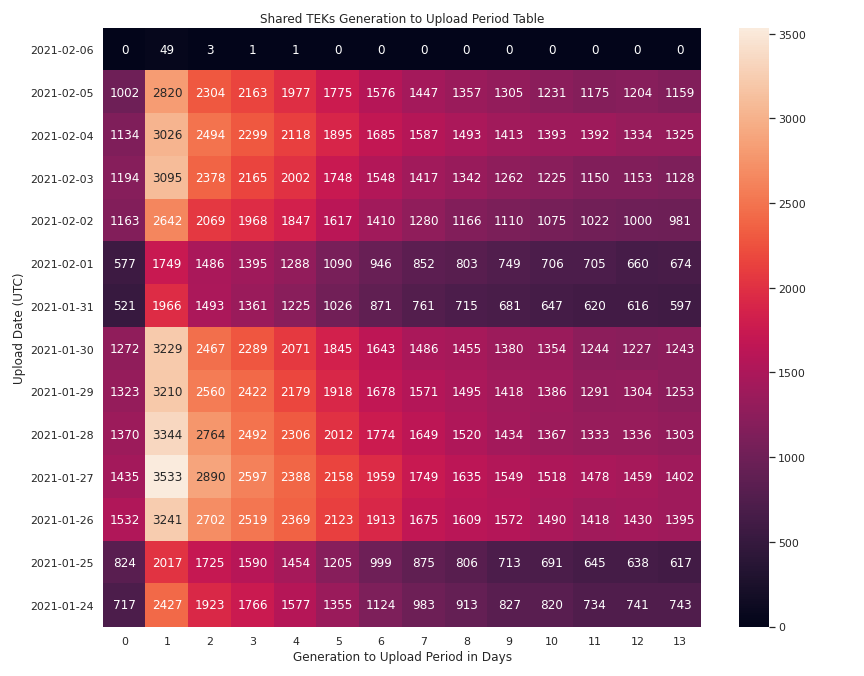 Shared TEKs Generation to Upload Period Table
2021-02-06 0 49 3 1 1 0 0 0 0 0 0 0 0 0
2021-02-05 1002 2820 2304 2163 1977 1775 1576 1447 1357 1305 1231 1175 1204 1159
2021-02-04 1134 3026 2494 2299 2118 1895 1685 1587 1493 1413 1393 1392 1334 1325
2021-02-03 1194 3095 2378 2165 2002 1748 1548 1417 1342 1262 1225 1150 1153 1128
2021-02-02 1163 2642 2069 1968 1847 1617 1410 1280 1166 1110 1075 1022 1000 981
2021-02-01 577 1749 1486 1395 1288 1090 946 852 803 749 706 705 660 674
2021-01-31 521 1966 1493 1361 1225 1026 871 761 715 681 647 620 616 597
2021-01-30 1272 3229 2467 2289 2071 1845 1643 1486 1455 1380 1354 1244 1227 1243
2021-01-29 1323 3210 2560 2422 2179 1918 1678 1571 1495 1418 1386 1291 1304 1253
2021-01-28 1370 3344 2764 2492 2306 2012 1774 1649 1520 1434 1367 1333 1336 1303
2021-01-27 1435 3533 2890 2597 2388 2158 1959 1749 1635 1549 1518 1478 1459 1402
2021-01-26 1532 3241 2702 2519 2369 2123 1913 1675 1609 1572 1490 1418 1430 1395
2021-01-25 824 2017 1725 1590 1454 1205 999 875 806 713 691 645 638 617
2021-01-24 717 2427 1923 1766 1577 1355 1124 983 913 827 820 734 741 743
0 1 2 3 4 5 6 7 8 9 10 11 12 13
Generation to Upload Period in Days
Upload Date (UTC)
3500
3000
2500
2000
1500
1000
500
0